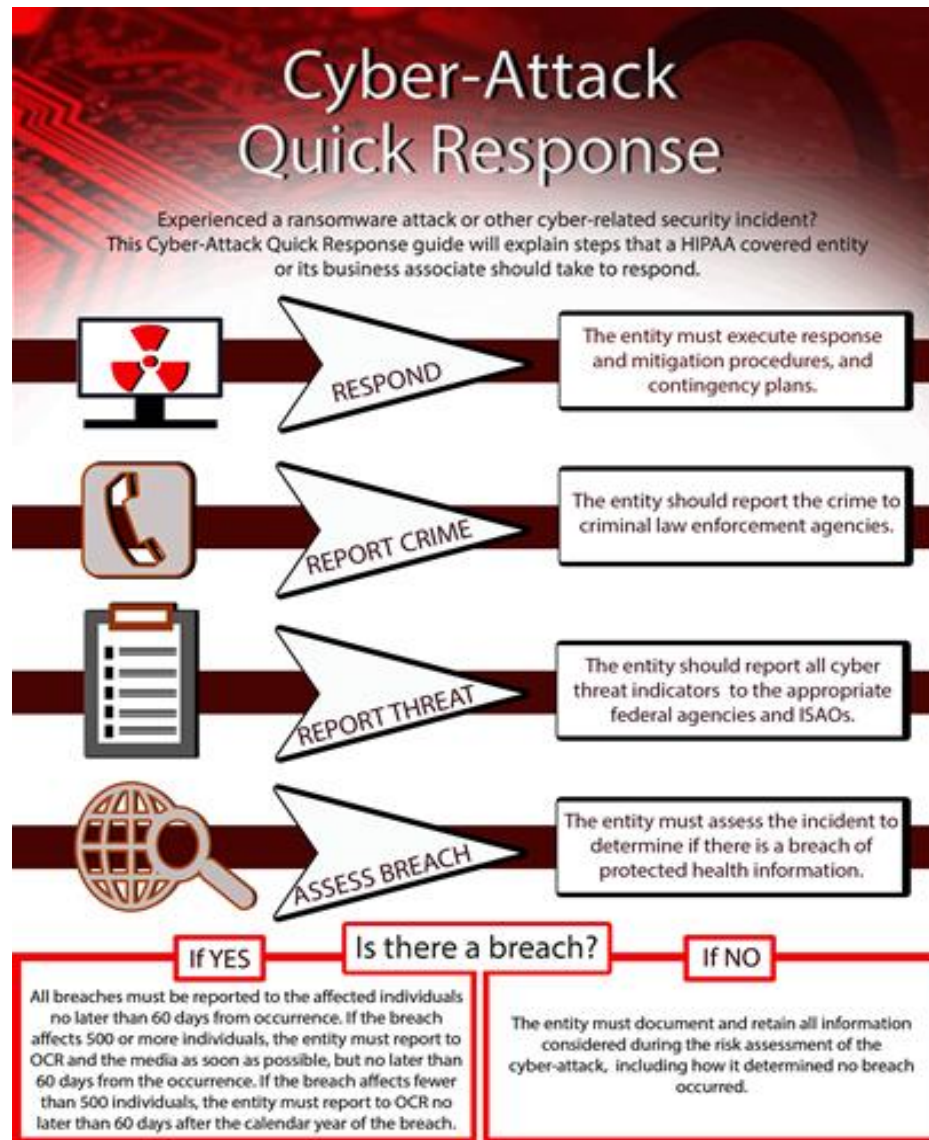 Cyber-Attack
Quick Response
Experienced a ransomware attack or other cyber-related security incident?
This Cyber-Attack Quick Response guide will explain steps that a HIPAA covered entity
or its business associate should take to respond.
RESPOND
The entity must execute response
and mitigation procedures, and
contingency plans.
REPORT CRIME
The entity should report the crime to
criminal law enforcement agencies.
REPORT THREAT
The entity should report all cyber
threat indicators to the appropriate
federal agencies and ISAOs.
ASSESS BREACH
The entity must assess the incident to
determine if there is a breach of
protected health information.
Is there a breach?
If YES
All breaches must be reported to the affected individuals
no later than 60 days from occurrence. If the breach
affects 500 or more individuals, the entity must report to
OCR and the media as soon as possible, but no later than
60 days from the occurrence. If the breach affects fewer
than 500 individuals, the entity must report to OCR no
later than 60 days after the calendar year of the breach.
If NO
The entity must document and retain all information
considered during the risk assessment of the
cyber-attack, including how it determined no breach
occurred.